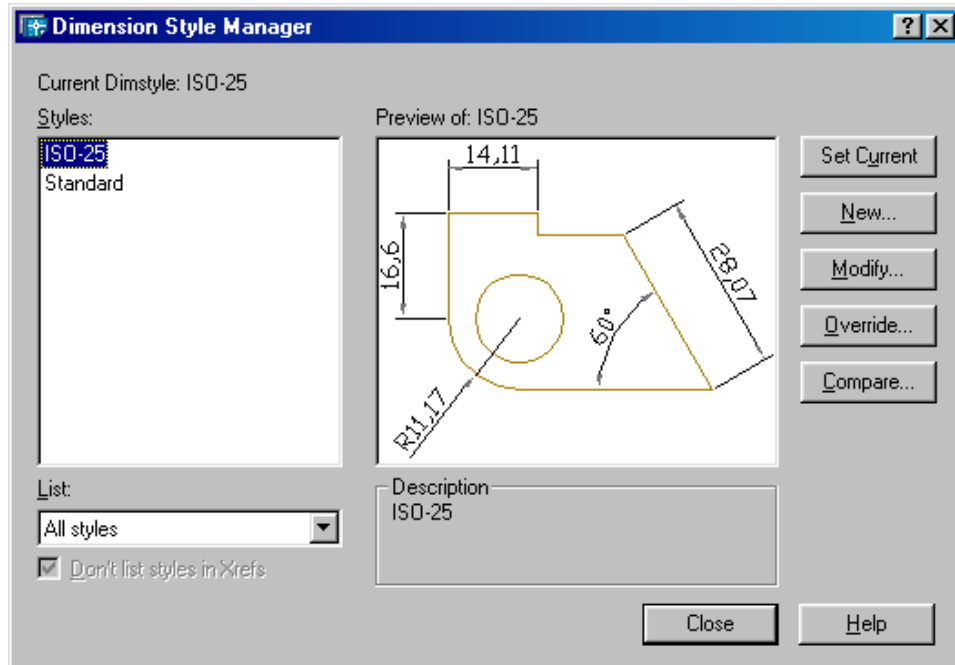 Dimension Style Manager
Current Dimstyle: ISO-25
Styles:
ISO-25
Standard
Preview of: ISO-25
14,11
16,6
28,07
60°
R11,17
Set Current
New...
Modify...
Override...
Compare...
List:
All styles
Don't list styles in Xrefs
Description
ISO-25
Close
Help